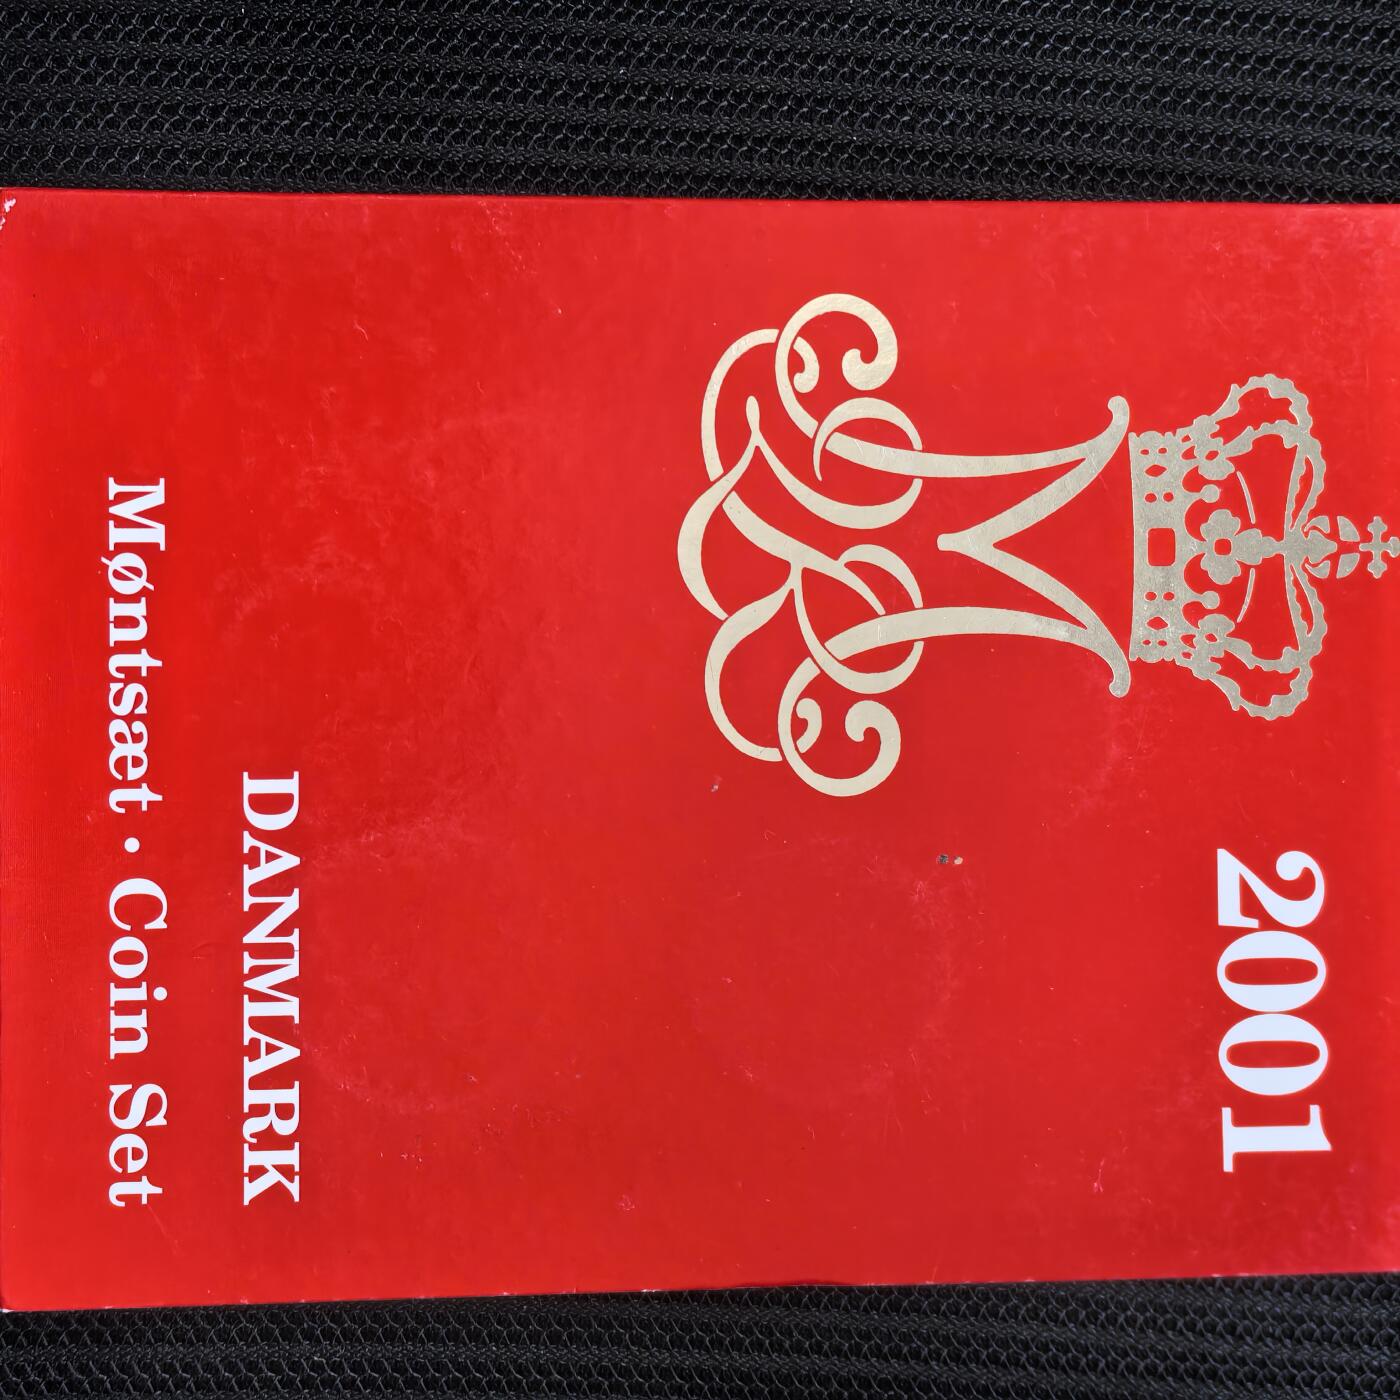 2001
DANMARK
Møntsæt · Coin Set